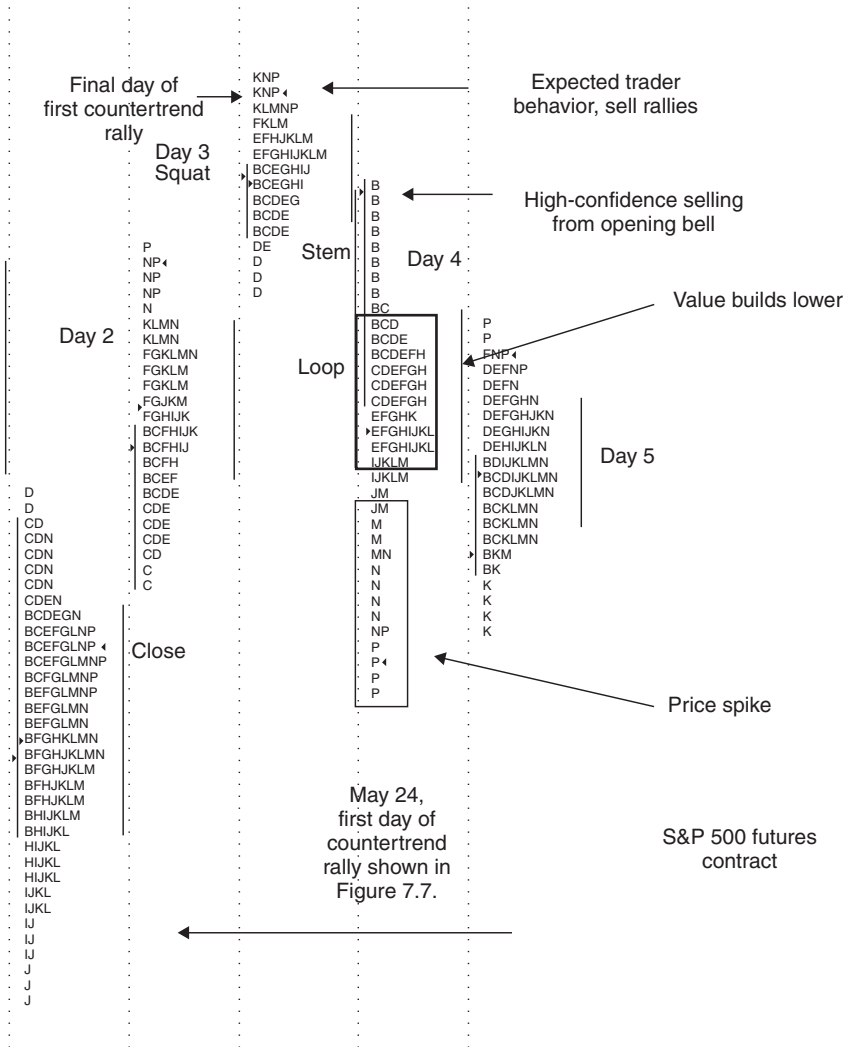 Final day of
first countertrend
rally
Expected trader
behavior, sell rallies
Day 3
Squat
High-confidence selling
from opening bell
Stem
Day 4
Value builds lower
Day 2
Loop
Day 5
Close
Price spike
May 24,
first day of
countertrend
rally shown in
Figure 7.7.
S&P 500 futures
contract
D
D
CD
CDN
CDN
CDN
CDN
CDEN
BCDEGN
BCEFGLNP
BCEFGLNP
BCEFGLMNP
BCFGLMNP
BEFGLMNP
BEFGLMN
BEFGLMN
BFGHKLMN
BFGHJKLMN
BFGHJKLM
BFHJKLM
BFHJKLM
BHIJKLM
BHIJKL
HIJKL
HIJKL
HIJKL
IJKL
IJKL
IJ
IJ
IJ
J
J
J
P
NP
NP
NP
N
KLMN
KLMN
FGKLMN
FGKLM
FGKLM
FGJKM
FGHIJK
BCFHIJK
BCFHIJ
BCFH
BCEF
BCDE
CDE
CDE
CDE
CD
C
C
KNP
KNP
KLMNP
FKLM
EFHJKLM
EFGHIJKLM
BCEGHIJ
BCEGHI
BCDEG
BCDE
BCDE
DE
D
D
D
B
B
B
B
B
B
B
B
BC
BCD
BCDE
BCDEFH
CDEFGH
CDEFGH
CDEFGH
EFGHK
EFGHIJKL
EFGHIJKL
IJKLM
IJKLM
JM
JM
M
M
MN
N
N
N
N
NP
P
P
P
P
P
P
FNP
DEFNP
DEFN
DEFGHN
DEFGHJKN
DEGHIJKN
DEHIJKLN
BDIJKLMN
BCDIJKLMN
BCDJKLMN
BCKLMN
BCKLMN
BCKLMN
BKM
BK
K
K
K
K